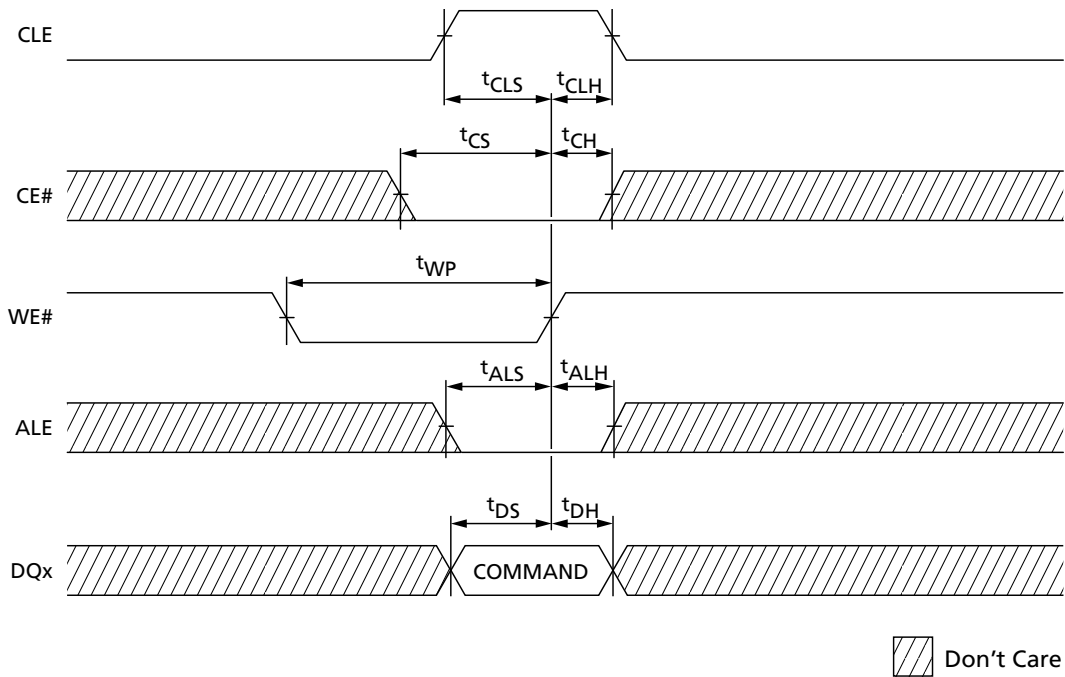 CLE
tCLS tCLH
tCS tCH
CE#
tWP
WE#
tALS tALH
ALE
tDS tDH
DQx COMMAND
Don't Care